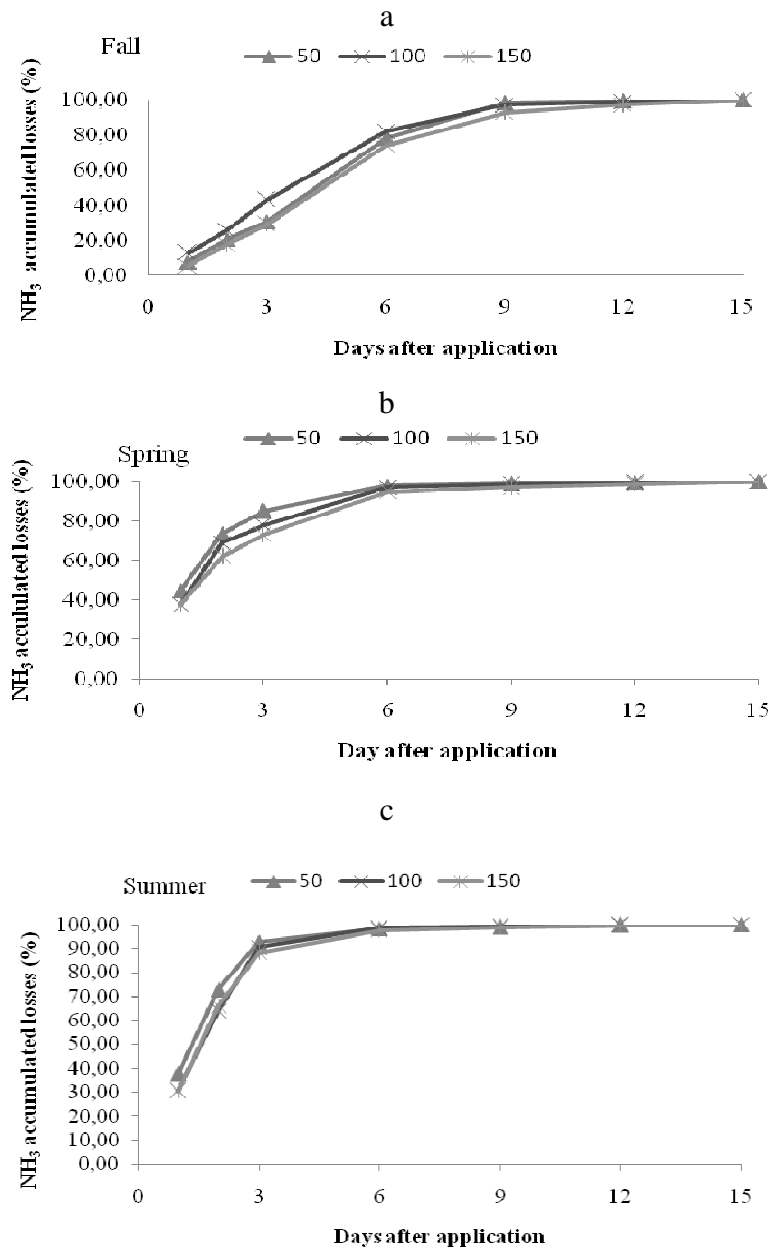 a
Fall
50 100 150
NH3 accumulated losses (%)
100,00
80,00
60,00
40,00
20,00
0,00
0 3 6 9 12 15
Days after application
b
Spring
50 100 150
NH3 accululated losses (%)
100,00
80,00
60,00
40,00
20,00
0,00
0 3 6 9 12 15
Day after application
c
Summer
50 100 150
NH3 accumulated losses (%)
100,00
90,00
80,00
70,00
60,00
50,00
40,00
30,00
20,00
10,00
0,00
0 3 6 9 12 15
Days after application